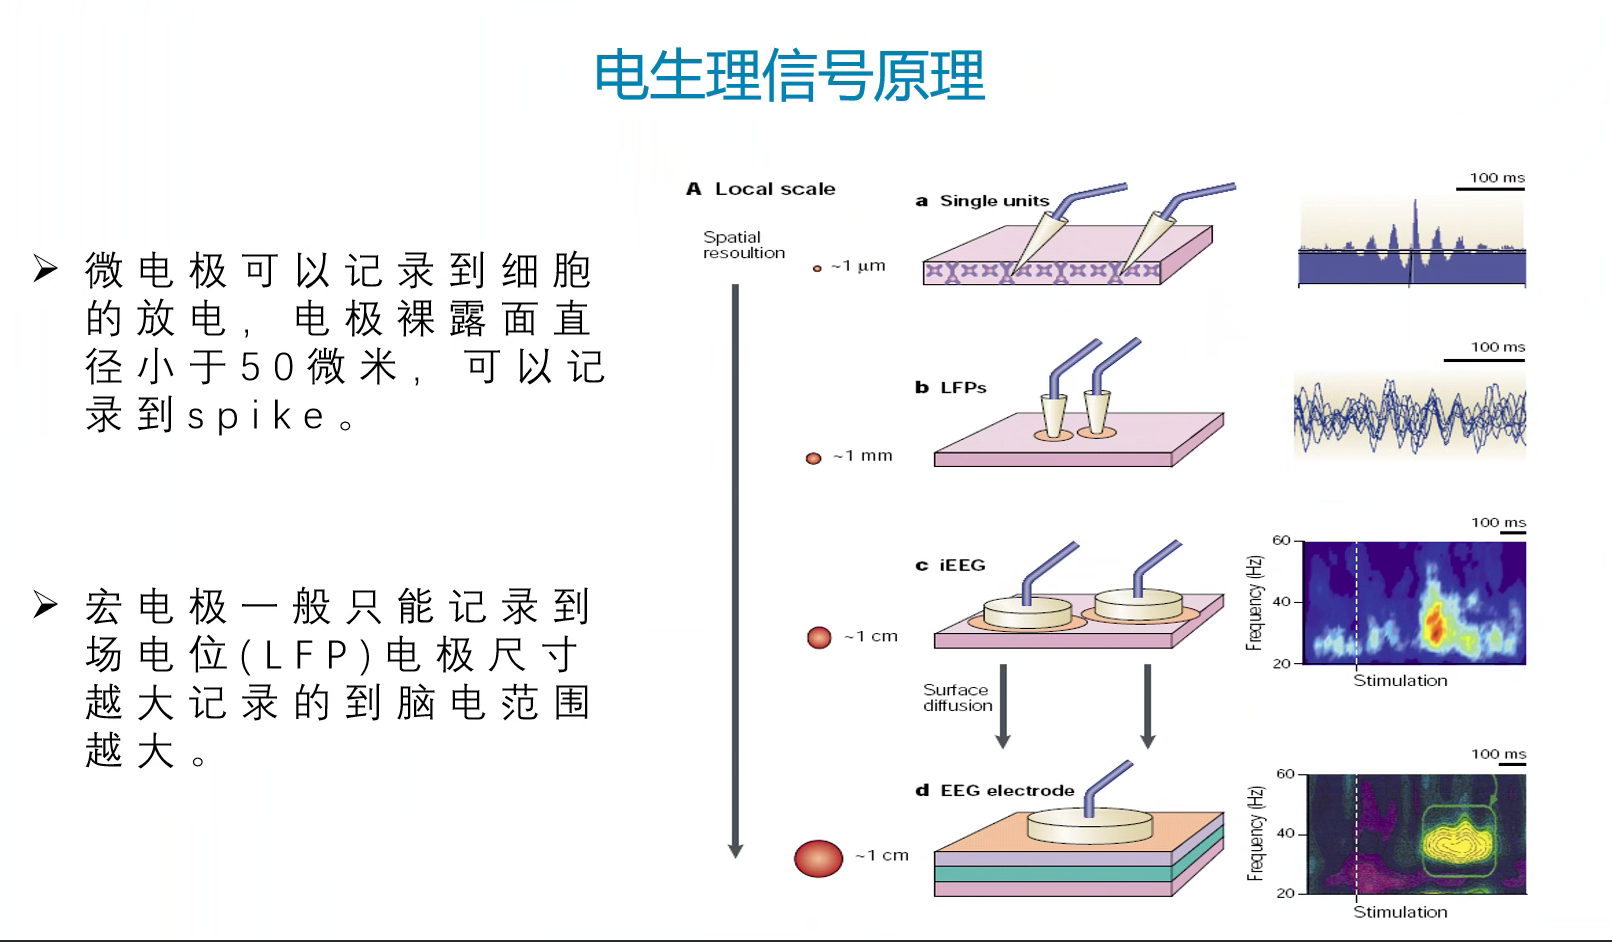 电生理信号原理
➢ 微电极可以记录到细胞
的放电，电极裸露面直
径小于50微米，可以记
录到spike。
➢ 宏电极一般只能记录到
场电位(LFP)电极尺寸
越大记录的到脑电范围
越大。
A Local scale
Spatial
resoultion
~1 μm
a Single units
100 ms
~1 mm
b LFPs
100 ms
~1 cm
c iEEG
100 ms
Frequency (Hz)
60
40
20
Stimulation
Surface
diffusion
~1 cm
d EEG electrode
100 ms
Frequency (Hz)
60
40
20
Stimulation